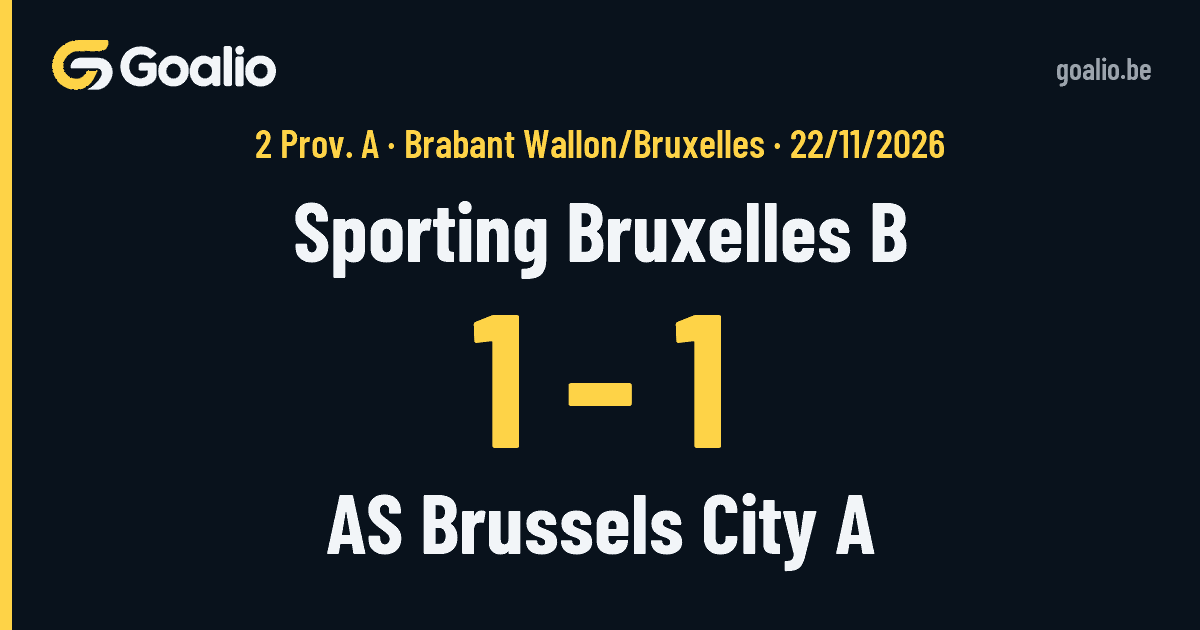 Goalio
goalio.be
2 Prov. A · Brabant Wallon/Bruxelles · 22/11/2026
Sporting Bruxelles B
1 – 1
AS Brussels City A